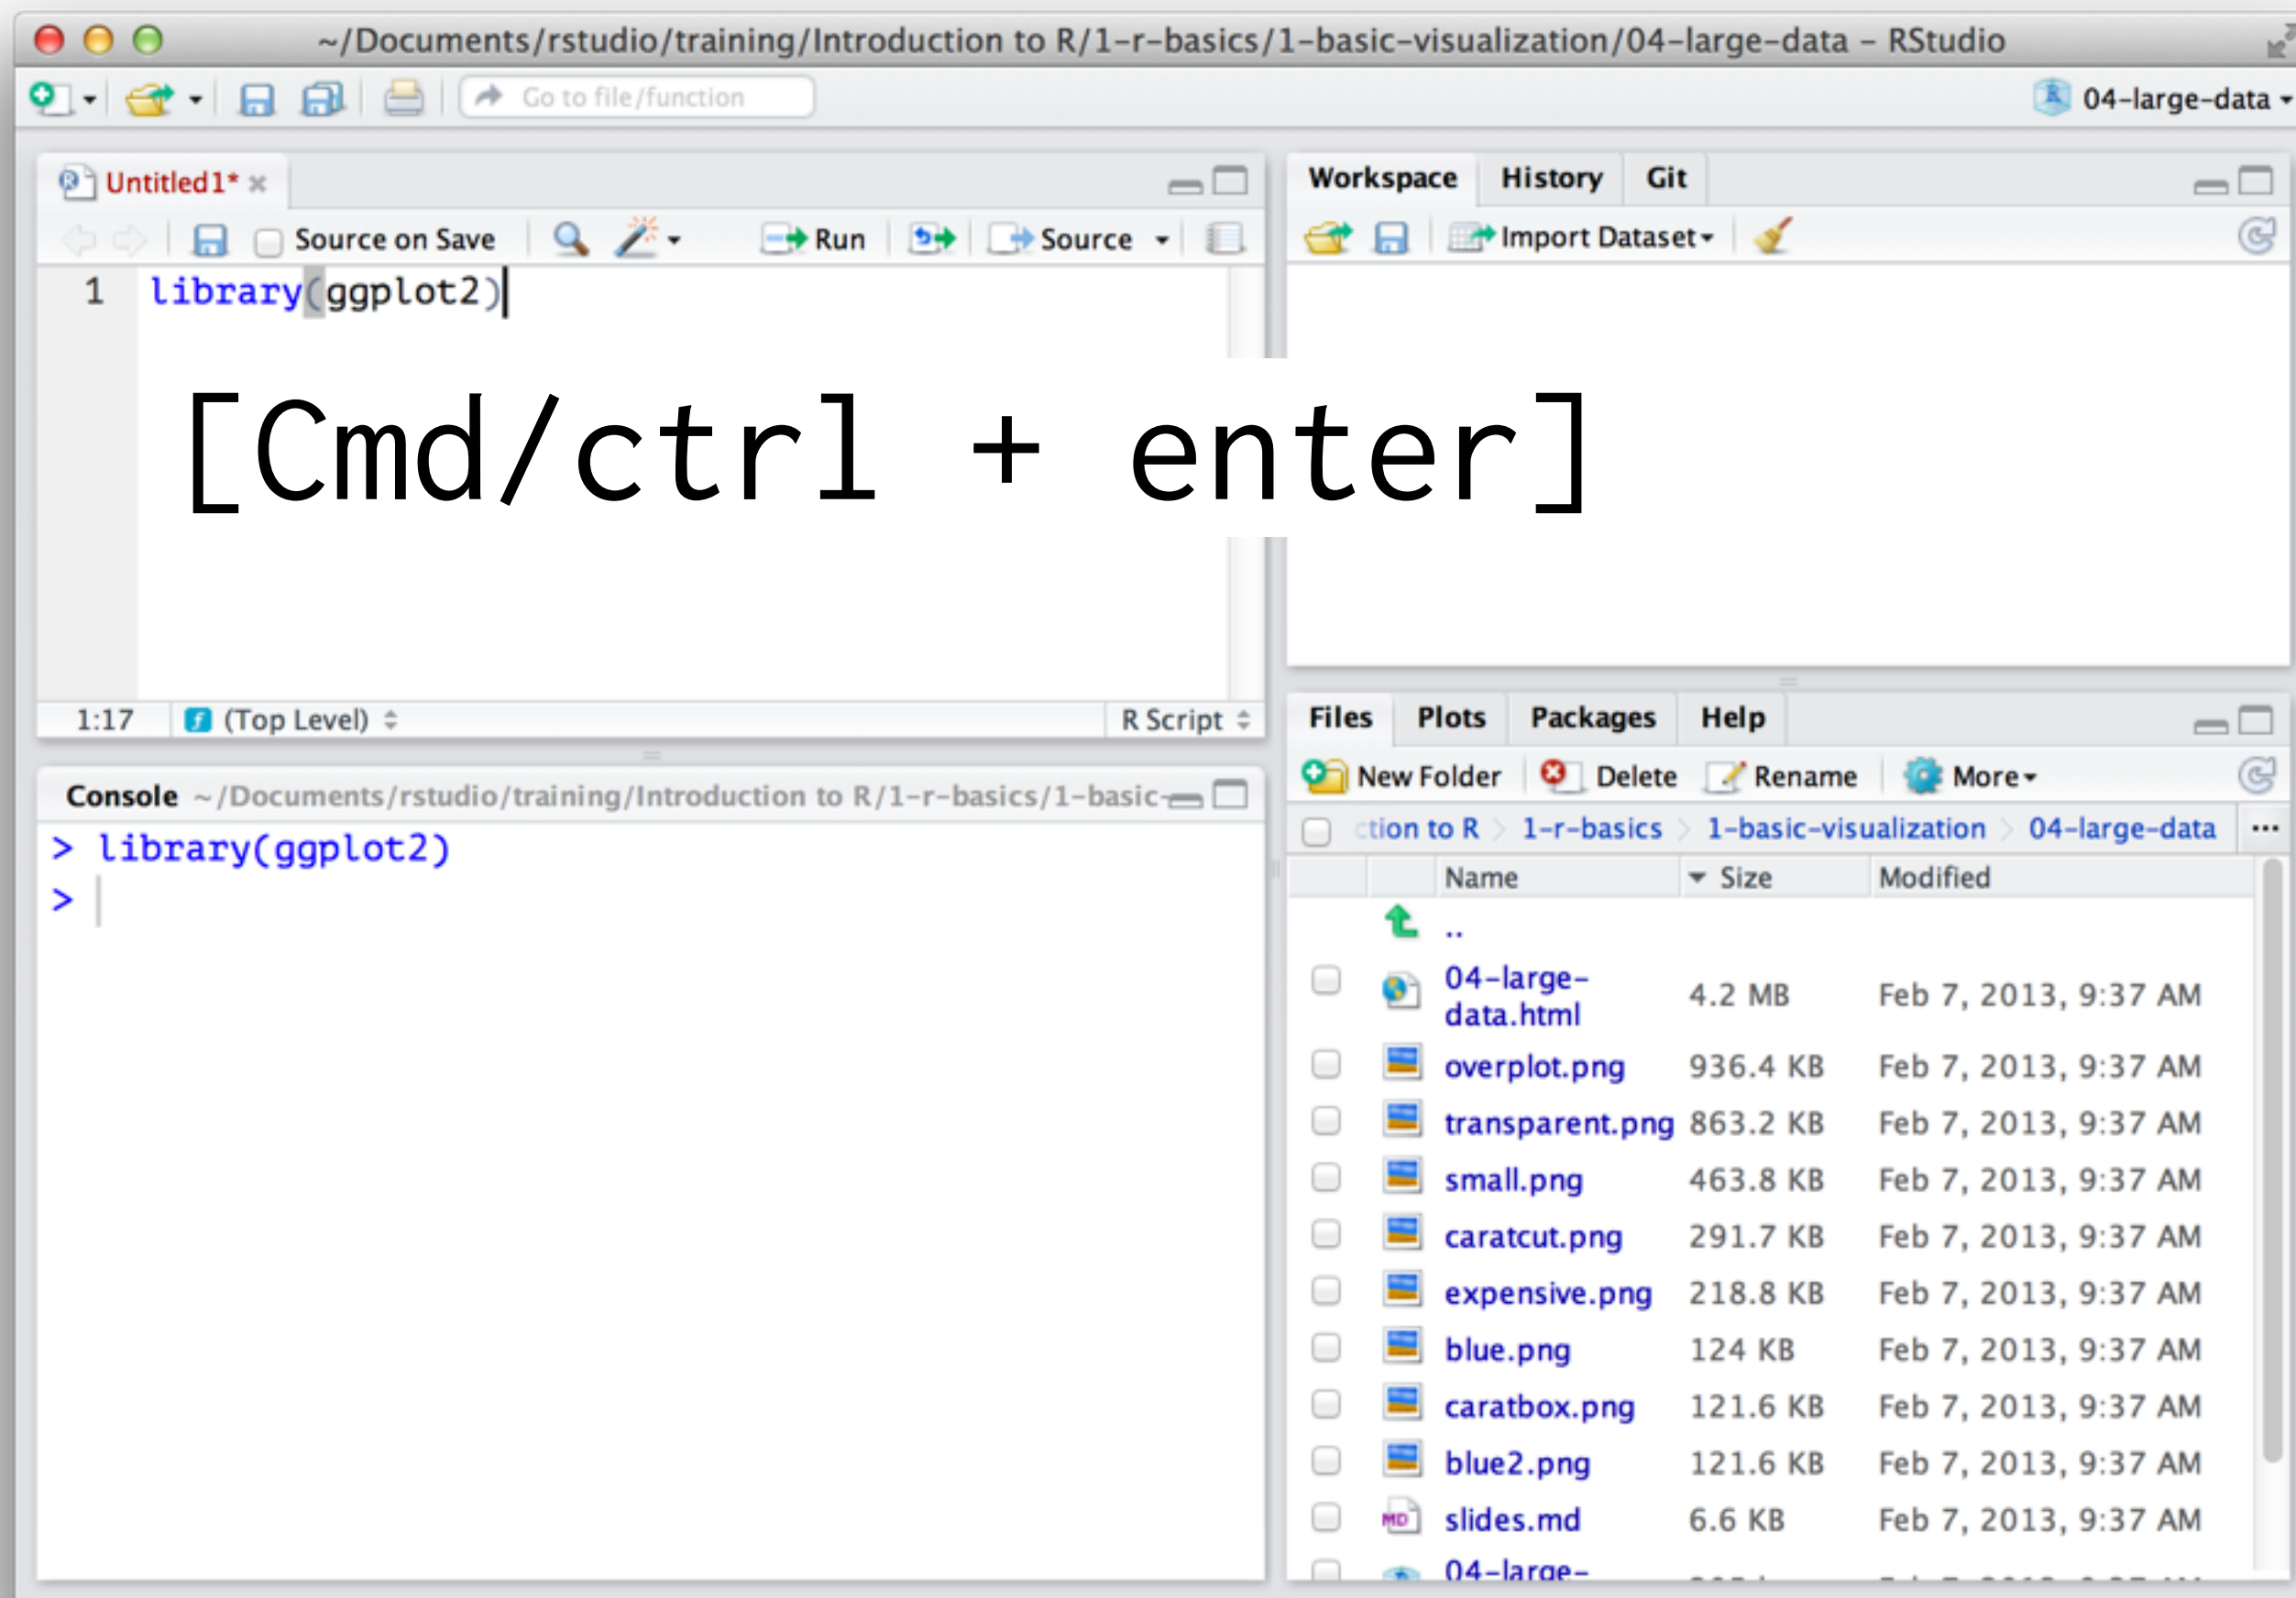 ~/Documents/rstudio/training/Introduction to R/1-r-basics/1-basic-visualization/04-large-data – RStudio
Go to file/function
04-large-data
Untitled1*
Source on Save
Run
Source
1 library(ggplot2)
[Cmd/ctrl + enter]
1:17
(Top Level)
R Script
Console ~/Documents/rstudio/training/Introduction to R/1-r-basics/1-basic-
> library(ggplot2)
>
Workspace History Git
Import Dataset
Files Plots Packages Help
New Folder Delete Rename More
ction to R 1-r-basics 1-basic-visualization 04-large-data ...
Name Size Modified
..
04-large-
data.html 4.2 MB Feb 7, 2013, 9:37 AM
overplot.png 936.4 KB Feb 7, 2013, 9:37 AM
transparent.png 863.2 KB Feb 7, 2013, 9:37 AM
small.png 463.8 KB Feb 7, 2013, 9:37 AM
caratcut.png 291.7 KB Feb 7, 2013, 9:37 AM
expensive.png 218.8 KB Feb 7, 2013, 9:37 AM
blue.png 124 KB Feb 7, 2013, 9:37 AM
caratbox.png 121.6 KB Feb 7, 2013, 9:37 AM
blue2.png 121.6 KB Feb 7, 2013, 9:37 AM
MD slides.md 6.6 KB Feb 7, 2013, 9:37 AM
04-large-